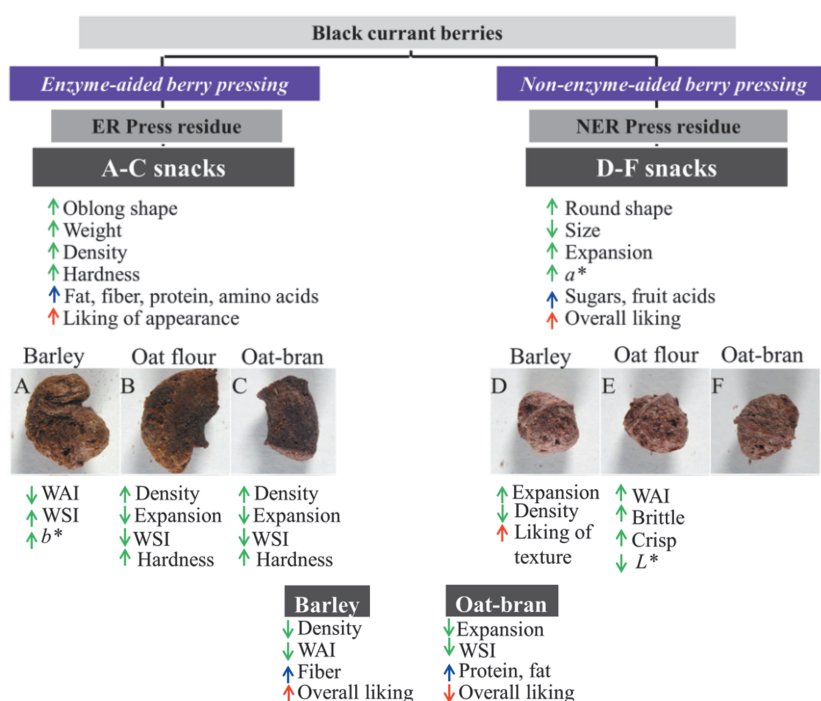 Black currant berries
Enzyme-aided berry pressing
Non-enzyme-aided berry pressing
ER Press residue
NER Press residue
A-C snacks
D-F snacks
↑Oblong shape
↑Weight
↑Density
↑Hardness
↑Fat, fiber, protein, amino acids
↑Liking of appearance
↑Round shape
↓Size
↑Expansion
↑a*
↑Sugars, fruit acids
↑Overall liking
Barley
Oat flour
Oat-bran
A
B
C
Barley
Oat flour
Oat-bran
D
E
F
↓WAI
↑WSI
↑b*
↑Density
↓Expansion
↓WSI
↑Hardness
↑Density
↓Expansion
↓WSI
↑Hardness
↑Expansion
↓Density
↑Liking of
texture
↑WAI
↑Brittle
↑Crisp
↓L*
Barley
↓Density
↓WAI
↑Fiber
↑Overall liking
Oat-bran
↓Expansion
↓WSI
↑Protein, fat
↓Overall liking